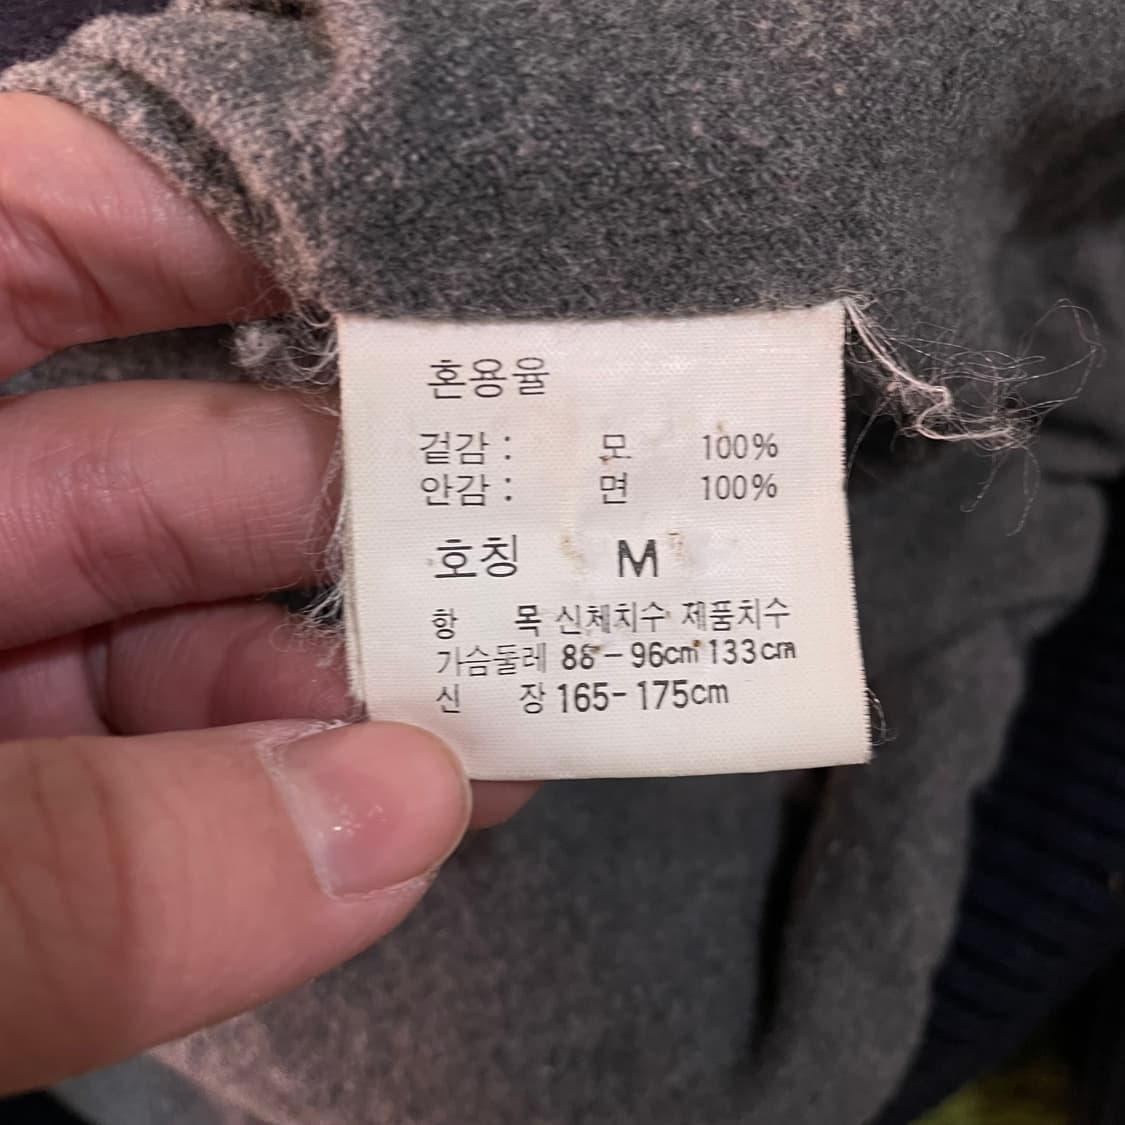 혼용율
겉감 : 모 100%
안감 : 면 100%
호칭 M
항 목 신체치수 제품치수
가슴둘레 88-96cm 133cm
신 장 165-175cm